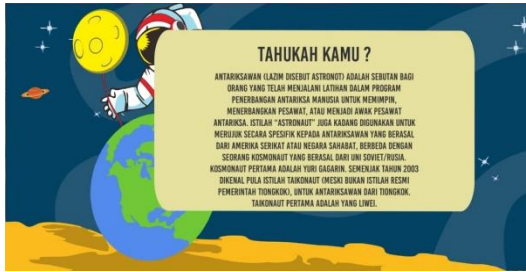 TAHUKAH KAMU ?
ANTARIKSAWAN (LAZIM DISEBUT ASTRONOT) ADALAH SEBUTAN BAGI
ORANG YANG TELAH MENJALANI LATIHAN DALAM PROGRAM
PENERBANGAN ANTARIKSA MANUSIA UNTUK MEMIMPIN,
MENERBANGKAN PESAWAT, ATAU MENJADI AWAK PESAWAT
ANTARIKSA. ISTILAH "ASTRONAUT" JUGA KADANG DIGUNAKAN UNTUK
MERUJUK SECARA SPESIFIK KEPADA ANTARIKSAWAN YANG BERASAL
DARI AMERIKA SERIKAT ATAU NEGARA SAHABAT, BERBEDA DENGAN
SEORANG KOSMONAUT YANG BERASAL DARI UNI SOVIET/RUSIA.
KOSMONAUT PERTAMA ADALAH YURI GAGARIN. SEMENJAK TAHUN 2003
DIKENAL PULA ISTILAH TAIKONAUT (MESKI BUKAN ISTILAH RESMI
PEMERINTAH TIONGKOK), UNTUK ANTARIKSAWAN DARI TIONGKOK.
TAIKONAUT PERTAMA ADALAH YANG LIWEI.